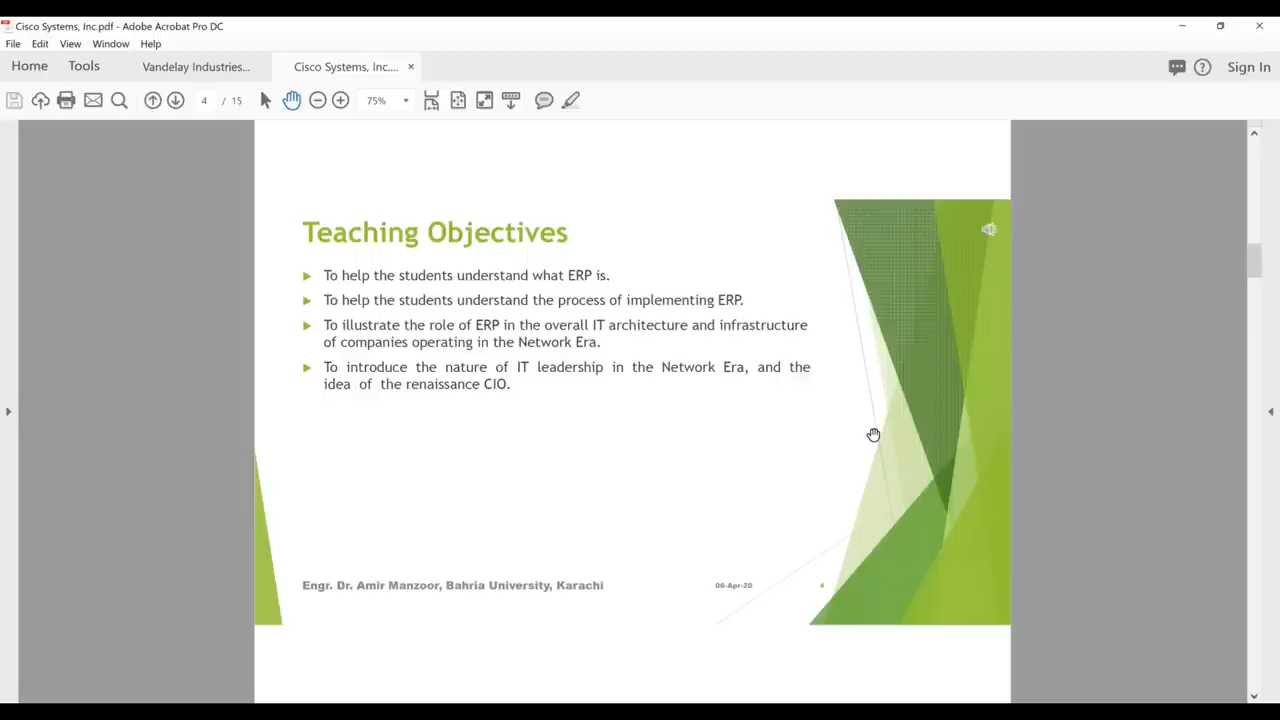 Cisco Systems, Inc.pdf - Adobe Acrobat Pro DC
File Edit View Window Help
Home Tools Vandelay Industries... Cisco Systems, Inc.... × Sign In
4 / 15 75%
Teaching Objectives
To help the students understand what ERP is.
To help the students understand the process of implementing ERP.
To illustrate the role of ERP in the overall IT architecture and infrastructure
of companies operating in the Network Era.
To introduce the nature of IT leadership in the Network Era, and the
idea of the renaissance CIO.
Engr. Dr. Amir Manzoor, Bahria University, Karachi 06-Apr-20 4